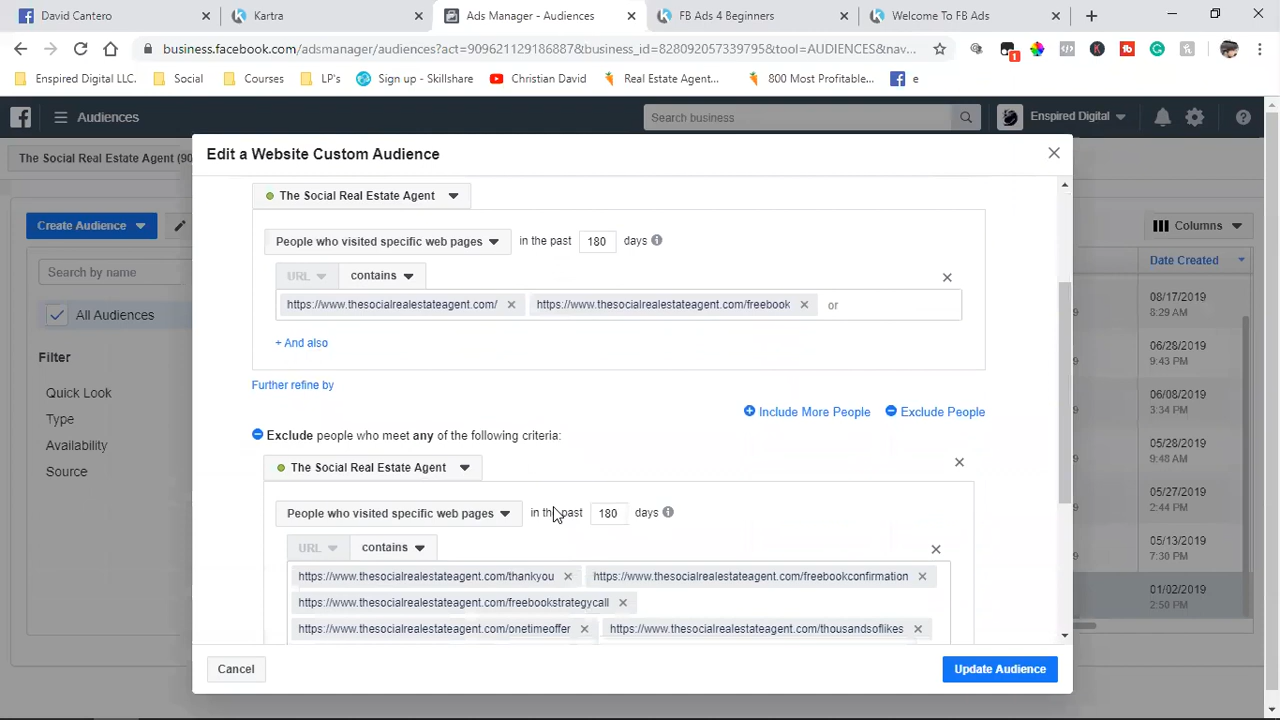 David Cantero
Kartra
Ads Manager - Audiences
FB Ads 4 Beginners
Welcome To FB Ads
business.facebook.com/adsmanager/audiences?act=909621129186887&business_id=828092057339795&tool=AUDIENCES&nav...
1
Enspired Digital LLC.
Social
Courses
LP's
Sign up - Skillshare
Christian David
Real Estate Agent...
800 Most Profitable...
e
Audiences
Search business
Enspired Digital
The Social Real Estate Agent (90
Edit a Website Custom Audience
Create Audience
Columns
Search by name
Date Created
All Audiences
Filter
Quick Look
Type
Availability
Source
The Social Real Estate Agent
People who visited specific web pages in the past 180 days
URL contains
https://www.thesocialrealestateagent.com/ https://www.thesocialrealestateagent.com/freebook or
+ And also
Further refine by
Include More People Exclude People
Exclude people who meet any of the following criteria:
The Social Real Estate Agent
People who visited specific web pages in the past 180 days
URL contains
https://www.thesocialrealestateagent.com/thankyou https://www.thesocialrealestateagent.com/freebookconfirmation
https://www.thesocialrealestateagent.com/freebookstrategycall
https://www.thesocialrealestateagent.com/onetimeoffer https://www.thesocialrealestateagent.com/thousandsoflikes
Cancel
Update Audience
08/17/2019
8:29 AM
06/28/2019
9:43 PM
06/08/2019
3:34 PM
05/28/2019
9:48 AM
05/27/2019
2:44 PM
05/13/2019
7:30 PM
01/02/2019
2:50 PM